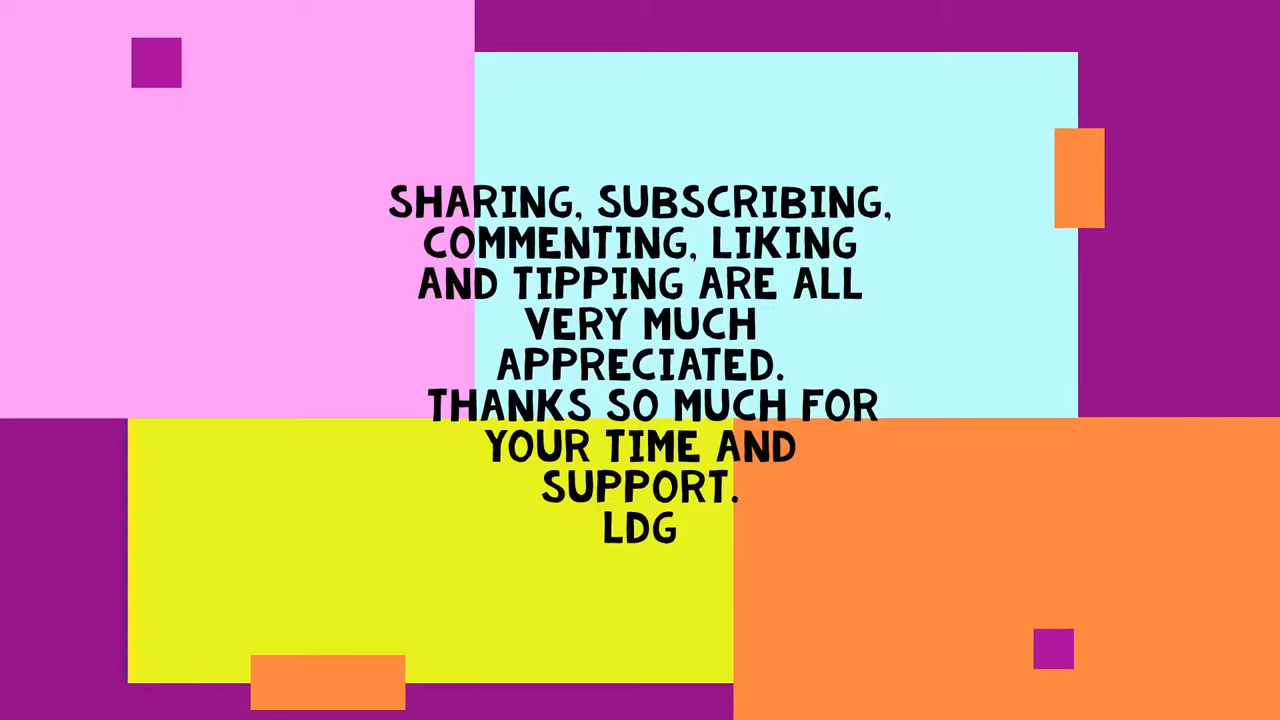 SHARING, SUBSCRIBING,
COMMENTING, LIKING
AND TIPPING ARE ALL
VERY MUCH
APPRECIATED.
THANKS SO MUCH FOR
YOUR TIME AND
SUPPORT.
LDG